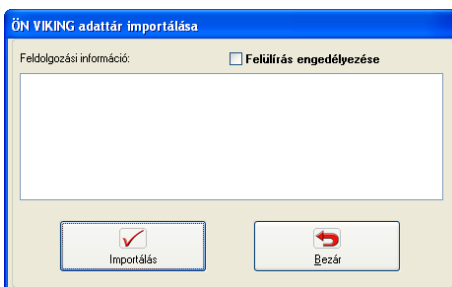 ÖN VIKING adattár importálása
Feldolgozási információ: Felülírás engedélyezése
Importálás Bezár